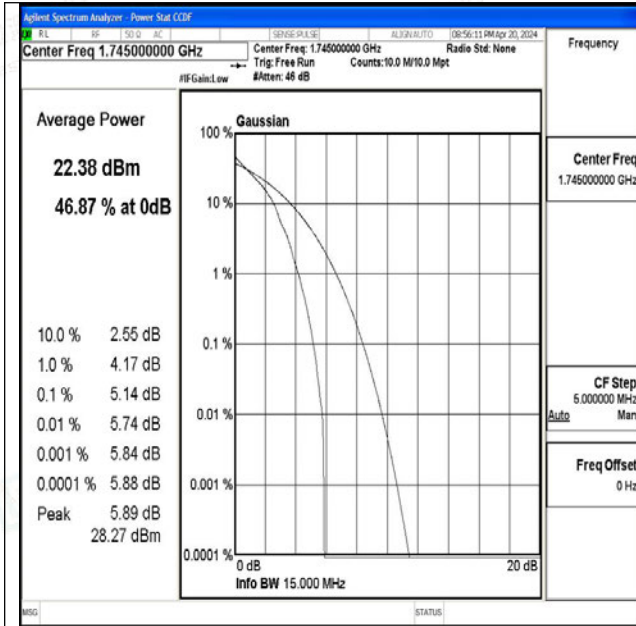 Agilent Spectrum Analyzer - Power Stat CCDF
RL RF 50 Ω AC SENSE:PULSE ALIGNAUTO 08:56:11 PM Apr 20, 2024
Center Freq 1.745000000 GHz
Center Freq: 1.745000000 GHz Radio Std: None
Trig: Free Run Counts:10.0 M/10.0 Mpt
#IFGain:Low #Atten: 46 dB
Frequency
Average Power
22.38 dBm
46.87 % at 0dB
10.0 % 2.55 dB
1.0 % 4.17 dB
0.1 % 5.14 dB
0.01 % 5.74 dB
0.001 % 5.84 dB
0.0001 % 5.88 dB
Peak 5.89 dB
28.27 dBm
Gaussian
100 %
10 %
1 %
0.1 %
0.01 %
0.001 %
0.0001 %
0 dB 20 dB
Info BW 15.000 MHz
Center Freq
1.745000000 GHz
CF Step
5.000000 MHz
Auto Man
Freq Offset
0 Hz
MSG STATUS